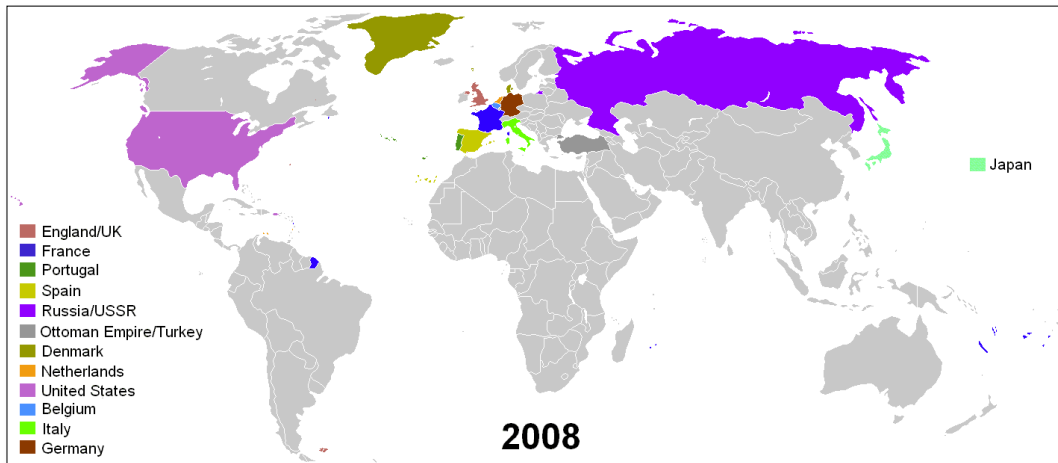 Japan
England/UK
France
Portugal
Spain
Russia/USSR
Ottoman Empire/Turkey
Denmark
Netherlands
United States
Belgium
Italy
Germany
2008